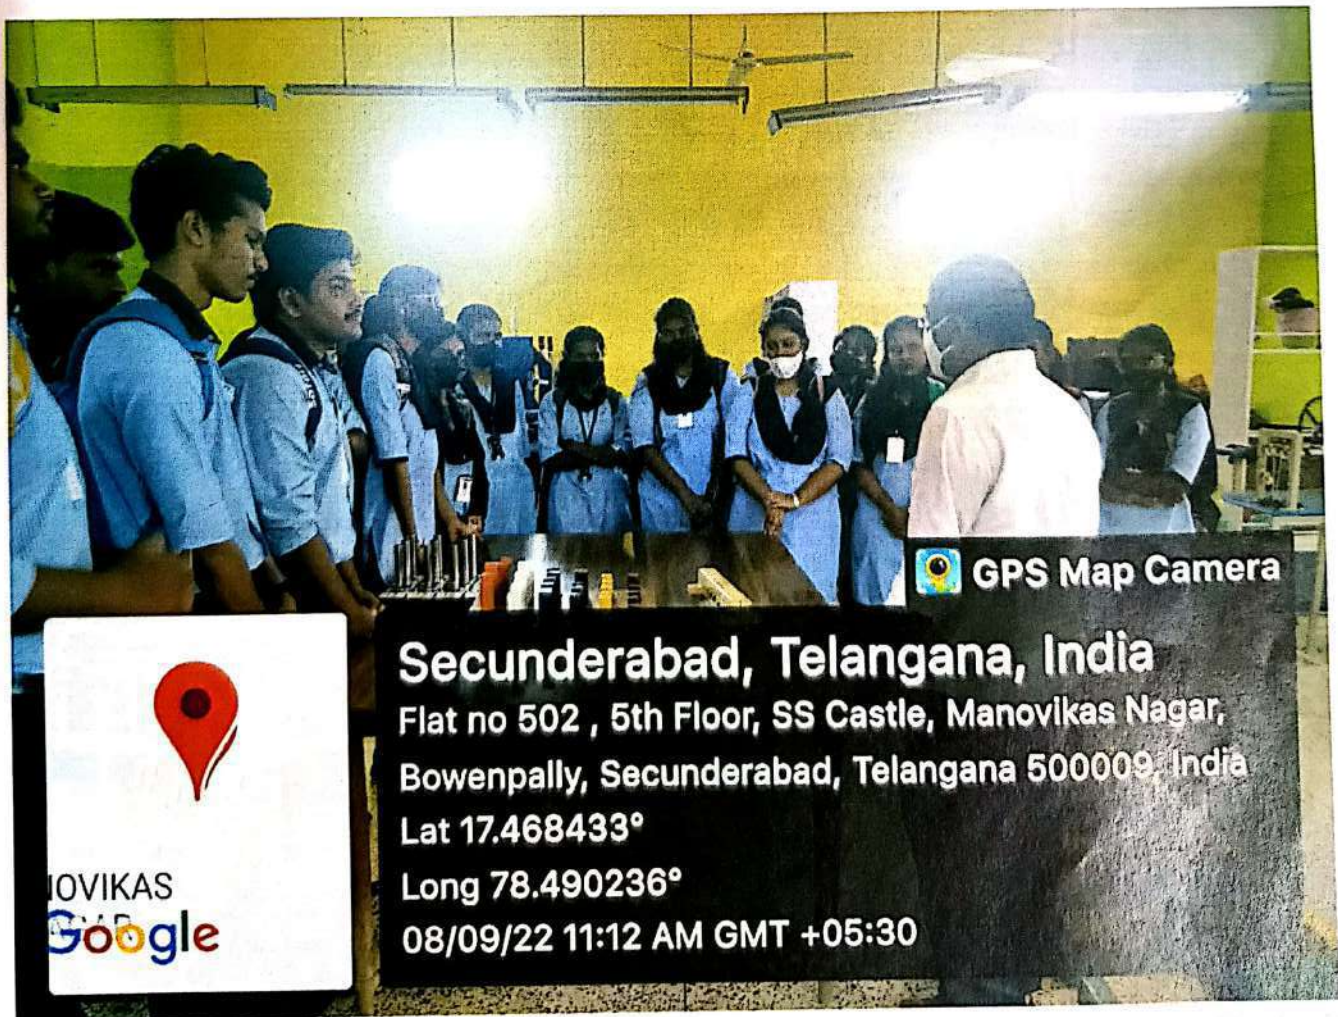 GPS Map Camera
Secunderabad, Telangana, India
Flat no 502 , 5th Floor, SS Castle, Manovikas Nagar,
Bowenpally, Secunderabad, Telangana 500009, India
Lat 17.468433°
Long 78.490236°
08/09/22 11:12 AM GMT +05:30
IOVIKAS
Google